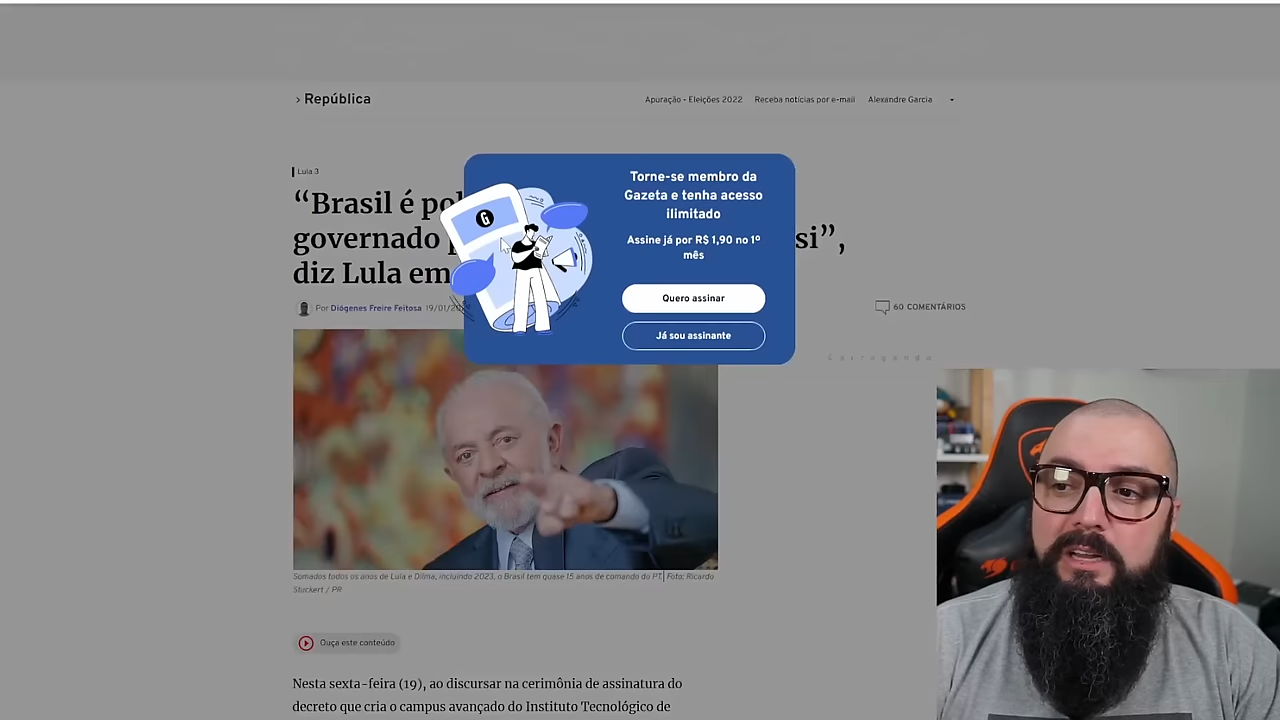 › República
Apuração - Eleições 2022 Receba notícias por e-mail Alexandre Garcia
Lula 3
“Brasil é
governado si”,
diz Lula em
Por Diógenes Freire Feitosa
60 COMENTÁRIOS
Torne-se membro da
Gazeta e tenha acesso
ilimitado
Assine já por R$ 1,90 no 1º
mês
Quero assinar
Já sou assinante
G
Somados todos os anos de Lula e Dilma, incluindo 2023, o Brasil tem quase 15 anos de comando do PT.| Foto: Ricardo
Stuckert / PR
Ouça este conteúdo
Nesta sexta-feira (19), ao discursar na cerimônia de assinatura do
decreto que cria o campus avançado do Instituto Tecnológico de